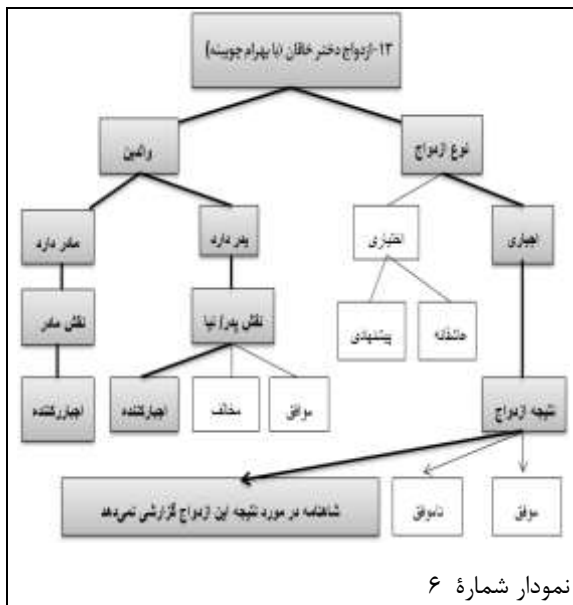 ۱۳-ازدواج دختر خاقان (با بهرام چوبینه)
نوع ازدواج
والدین
اجباری
اختیاری
پدر دارد
مادر دارد
عاشقانه
پیشنهادی
نقش پدر/ نیا
نقش مادر
نتیجه ازدواج
موافق
مخالف
اجبارکننده
اجبارکننده
موفق
ناموفق
شاهنامه در مورد نتیجه این ازدواج گزارشی نمی‌دهد
نمودار شمارهٔ ۶